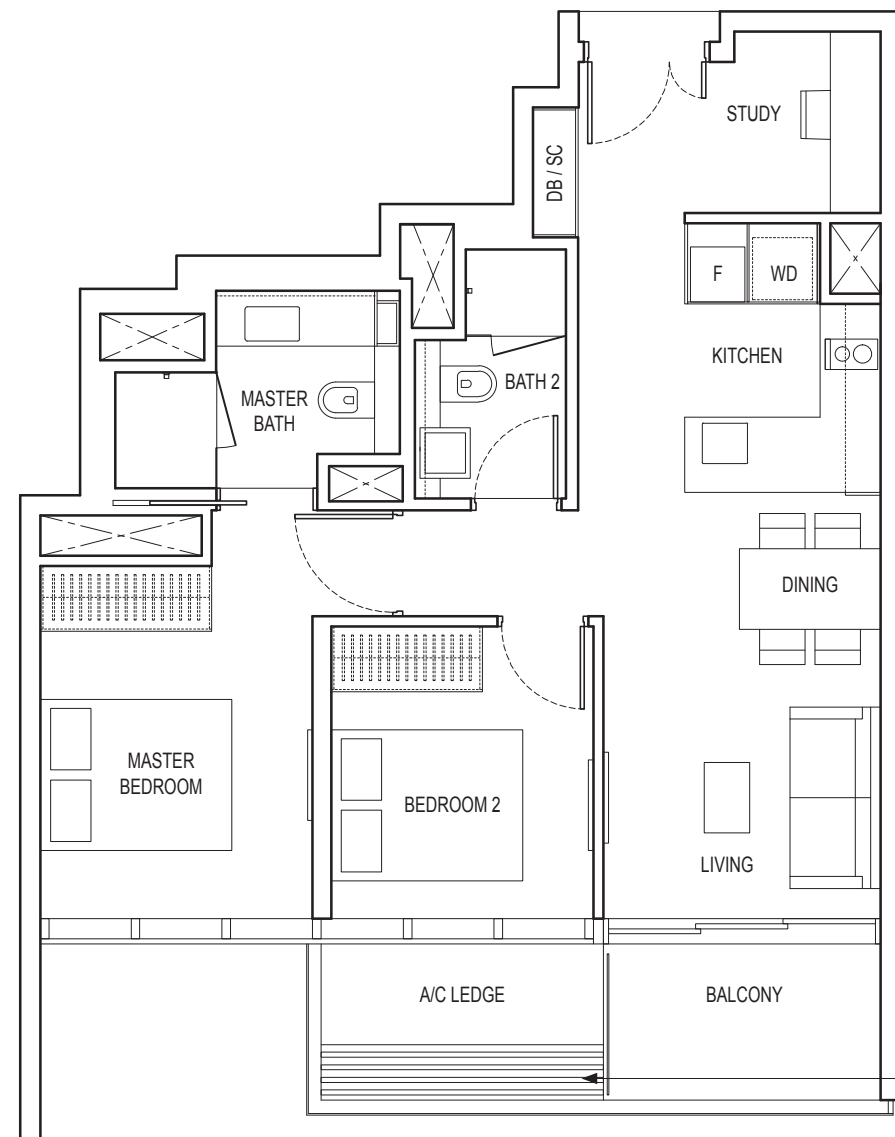 STUDY
DB / SC
F
WD
KITCHEN
MASTER
BATH
BATH 2
DINING
MASTER
BEDROOM
BEDROOM 2
LIVING
A/C LEDGE
BALCONY